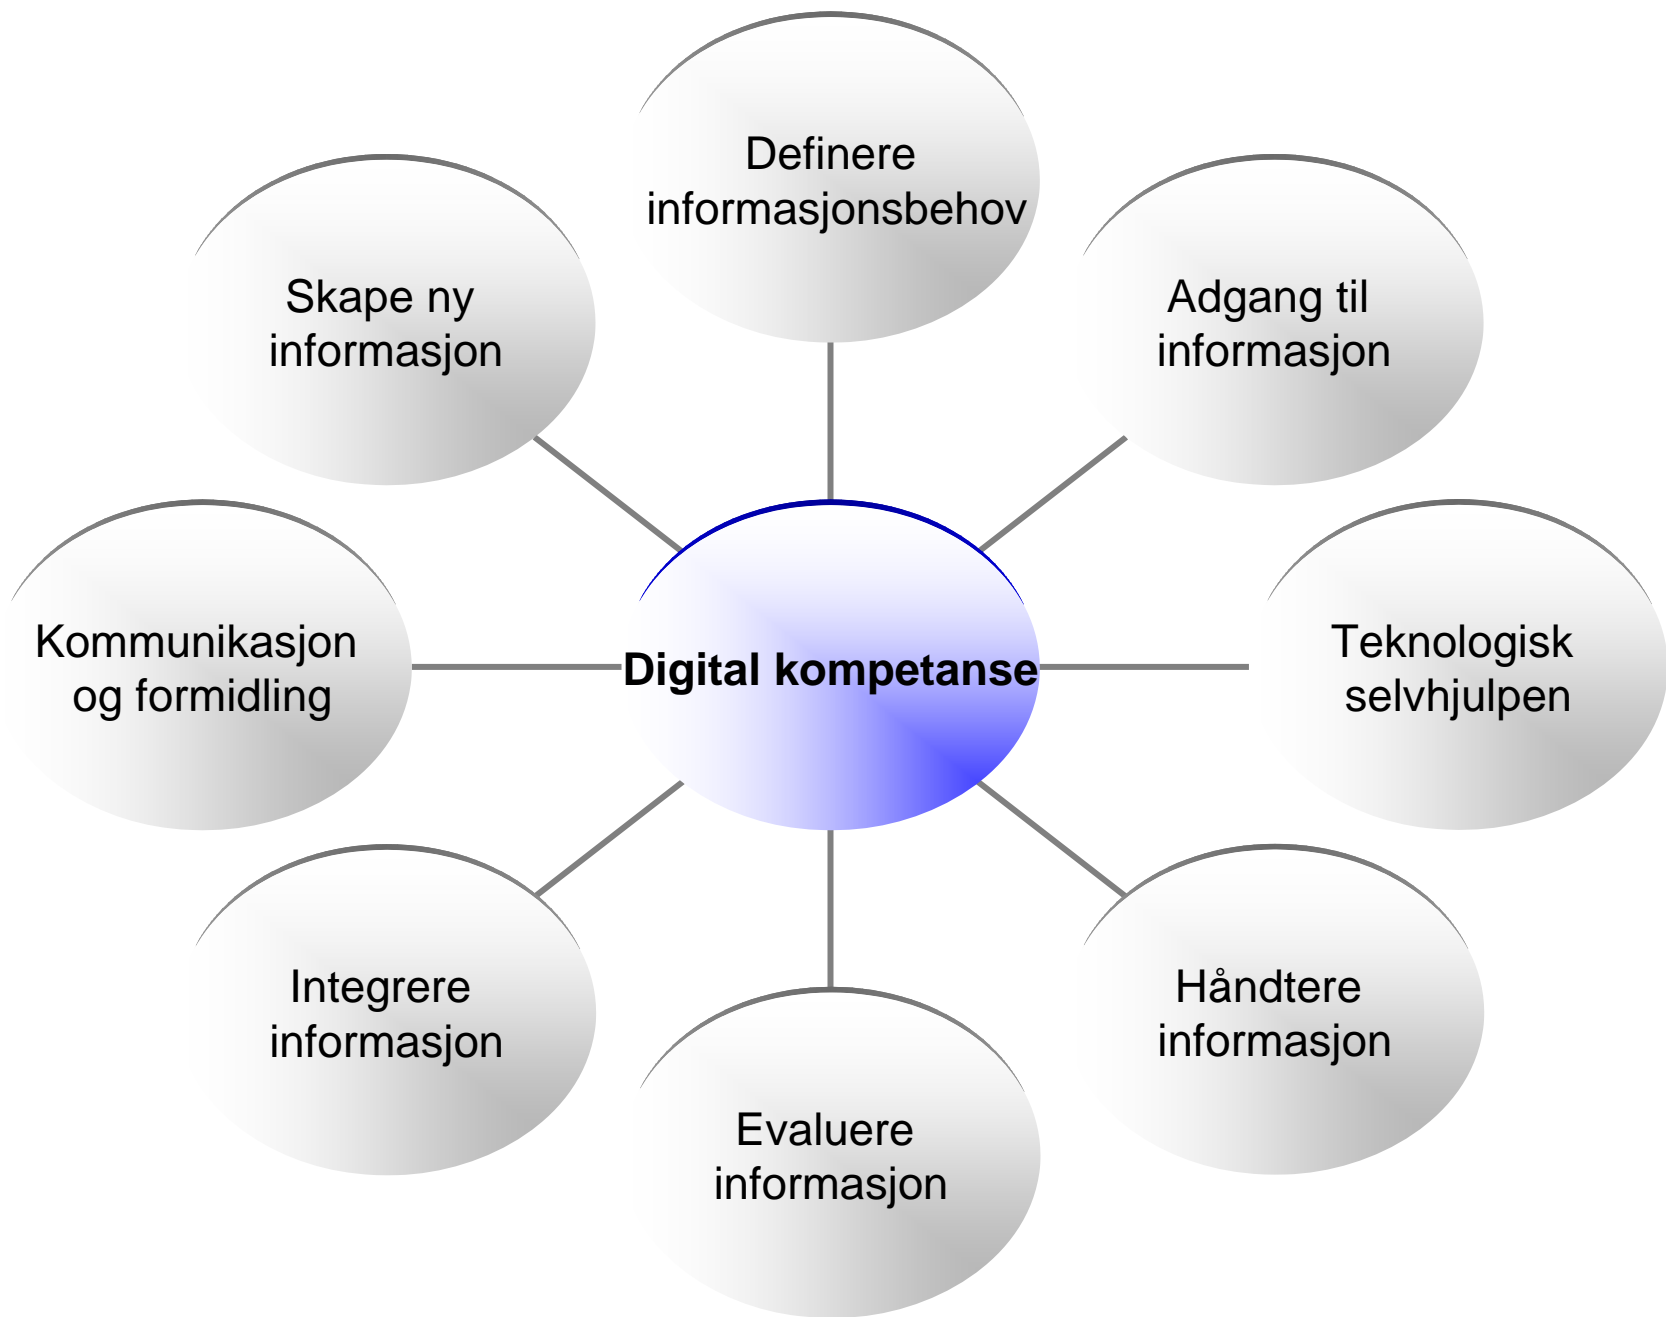 Definere
informasjonsbehov
Adgang til
informasjon
Teknologisk
selvhjulpen
Håndtere
informasjon
Evaluere
informasjon
Integrere
informasjon
Kommunikasjon
og formidling
Skape ny
informasjon
Digital kompetanse